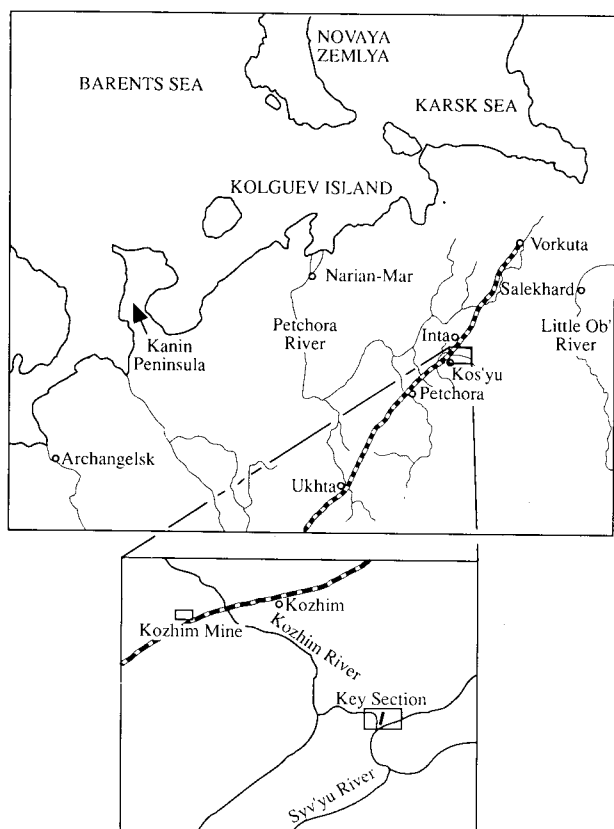 NOVAYA
ZEMLYA
BARENTS SEA
KARSK SEA
KOLGUEV ISLAND
Vorkuta
Narian-Mar
Salekhard
Petchora
River
Inta
Little Ob'
River
Kanin
Peninsula
Kos'yu
Petchora
Archangelsk
Ukhta
Kozhim
Kozhim Mine
Kozhim River
Key Section
Syv'yu River